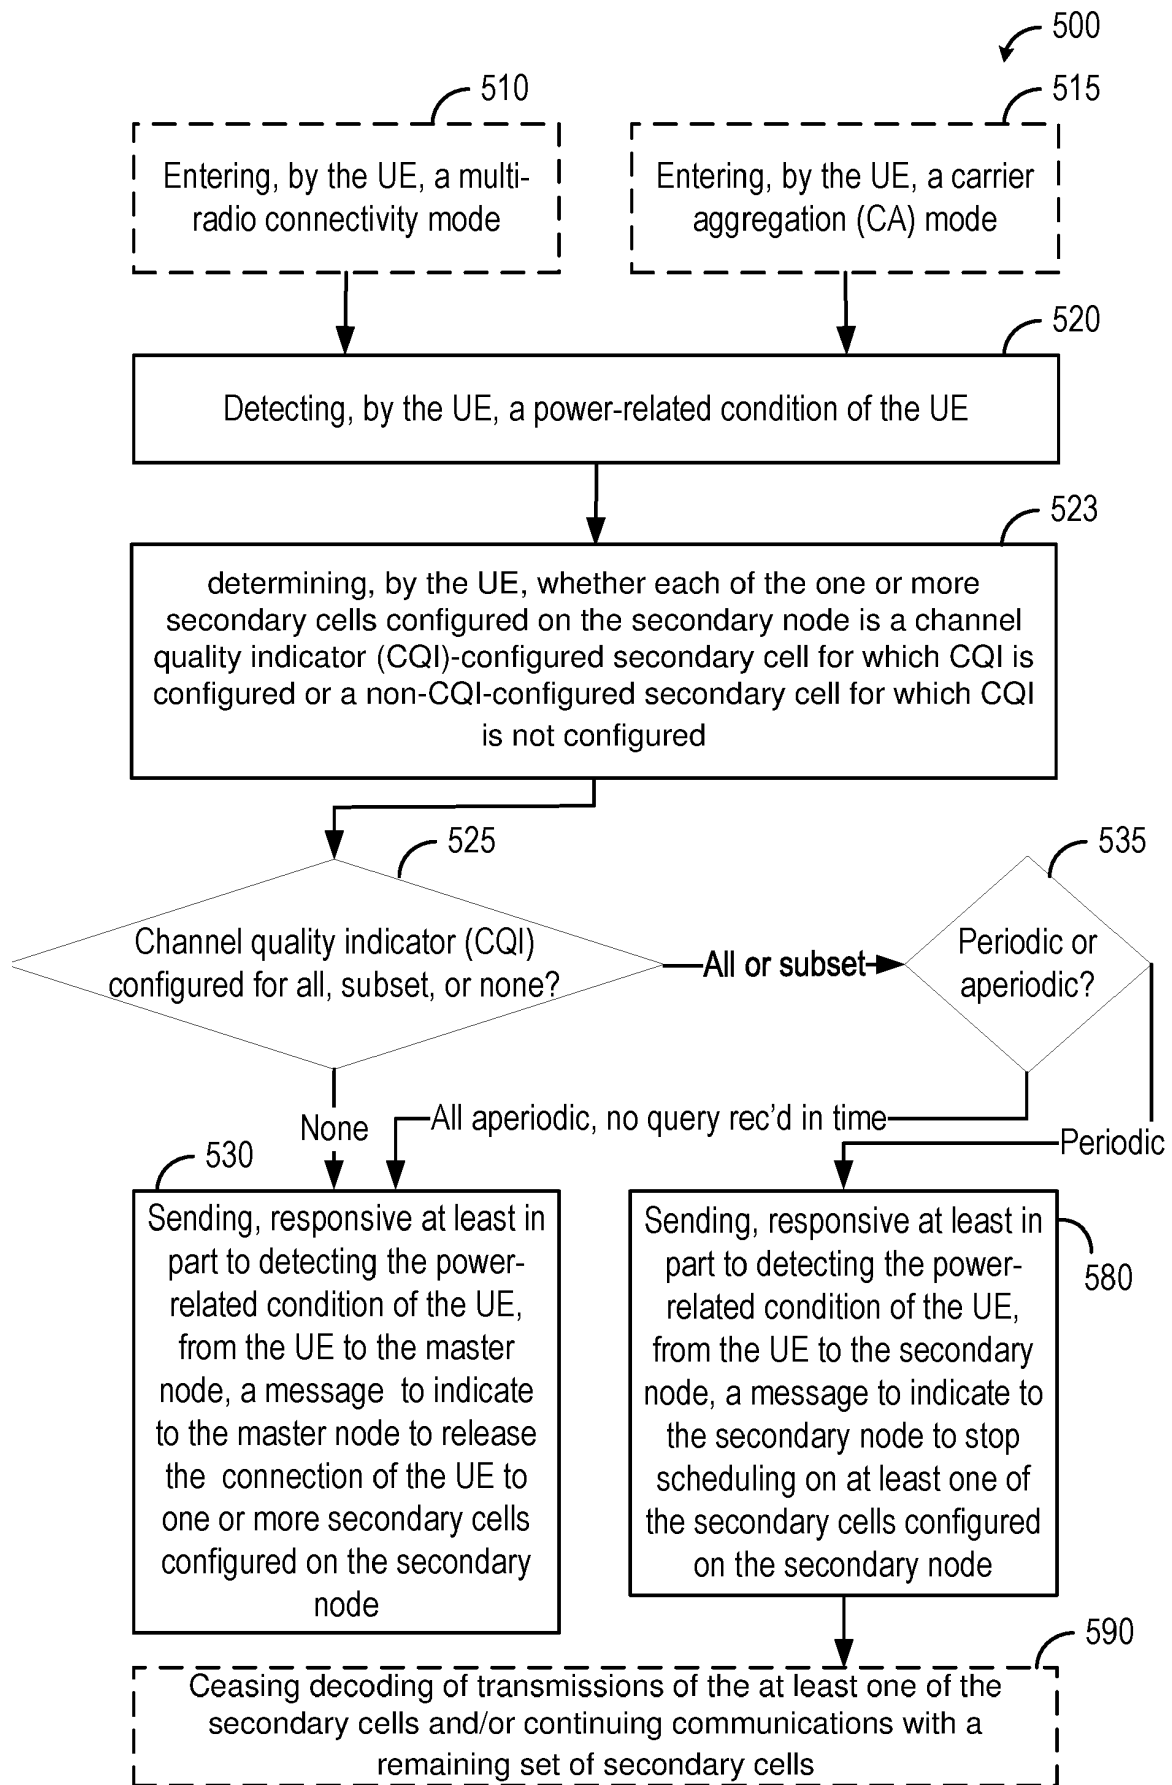 500
510
515
Entering, by the UE, a multi-
radio connectivity mode
Entering, by the UE, a carrier
aggregation (CA) mode
520
Detecting, by the UE, a power-related condition of the UE
523
determining, by the UE, whether each of the one or more
secondary cells configured on the secondary node is a channel
quality indicator (CQI)-configured secondary cell for which CQI is
configured or a non-CQI-configured secondary cell for which CQI
is not configured
525
535
Channel quality indicator (CQI)
configured for all, subset, or none?
All or subset
Periodic or
aperiodic?
None
All aperiodic, no query rec'd in time
Periodic
530
Sending, responsive at least in
part to detecting the power-
related condition of the UE,
from the UE to the master
node, a message to indicate
to the master node to release
the connection of the UE to
one or more secondary cells
configured on the secondary
node
580
Sending, responsive at least in
part to detecting the power-
related condition of the UE,
from the UE to the secondary
node, a message to indicate to
the secondary node to stop
scheduling on at least one of
the secondary cells configured
on the secondary node
590
Ceasing decoding of transmissions of the at least one of the
secondary cells and/or continuing communications with a
remaining set of secondary cells